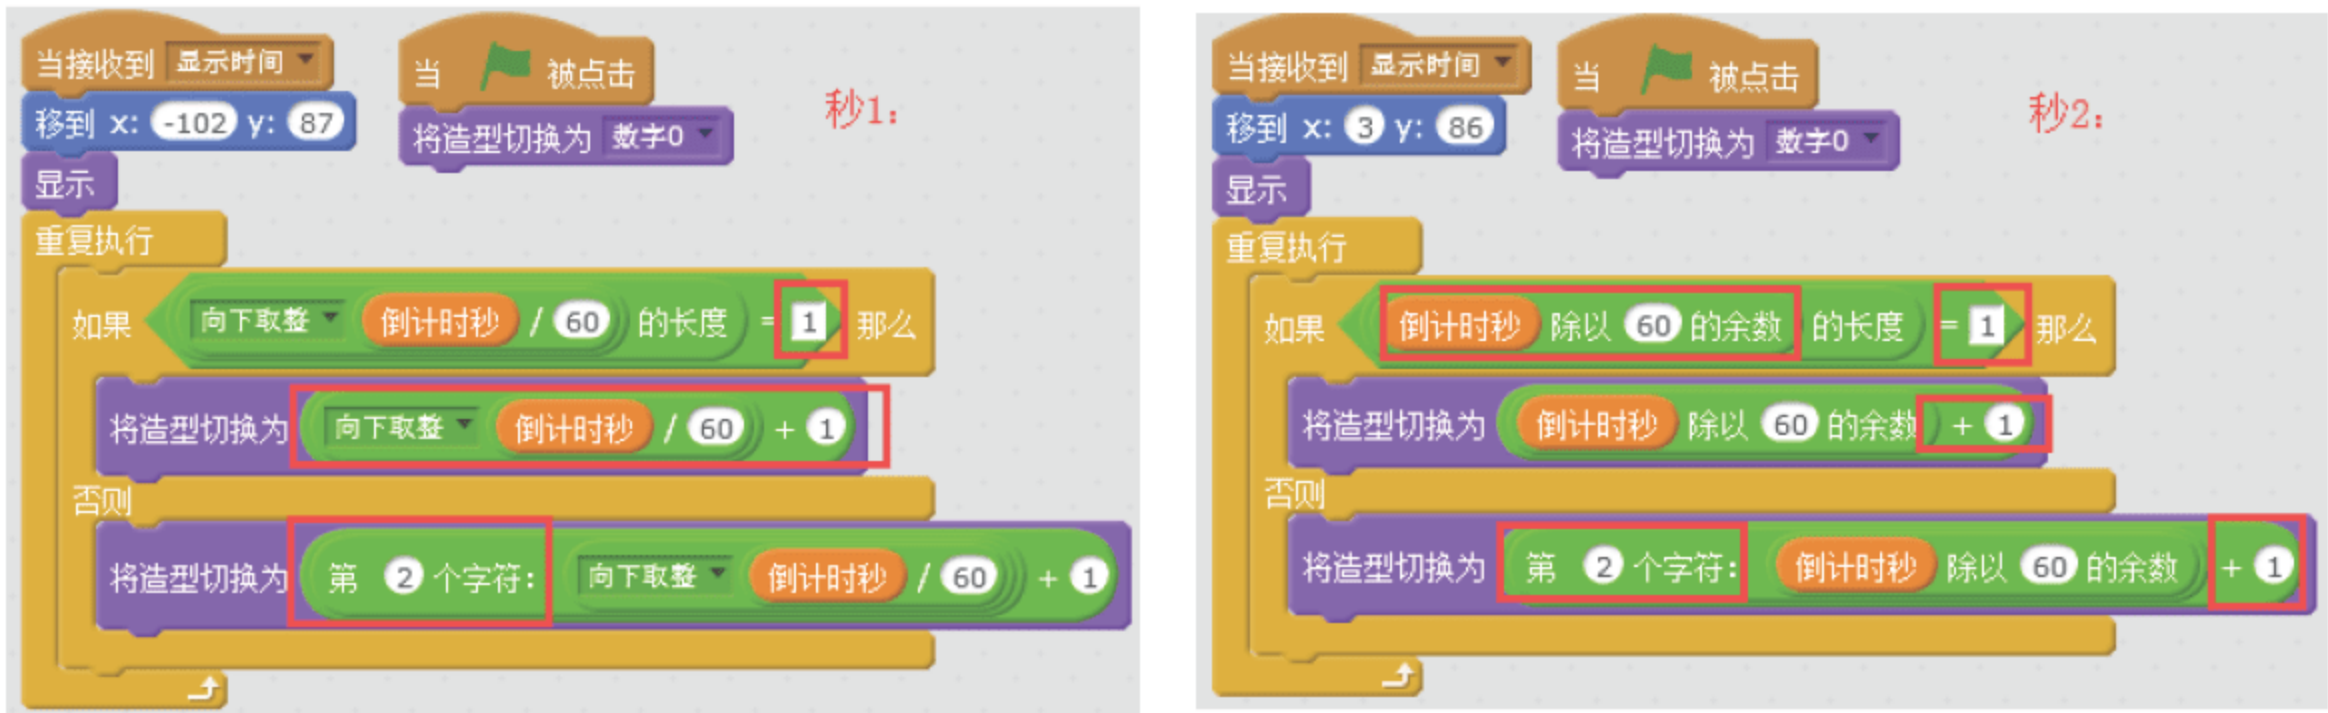 当接收到 显示时间
移到 x: -102 y: 87
显示
重复执行
如果 向下取整 倒计时秒 / 60 的长度 = 1 那么
将造型切换为 向下取整 倒计时秒 / 60 + 1
否则
将造型切换为 第 2 个字符: 向下取整 倒计时秒 / 60 + 1
当 被点击
将造型切换为 数字0
秒1:
当接收到 显示时间
移到 x: 3 y: 86
显示
重复执行
如果 倒计时秒 除以 60 的余数 的长度 = 1 那么
将造型切换为 倒计时秒 除以 60 的余数 + 1
否则
将造型切换为 第 2 个字符: 倒计时秒 除以 60 的余数 + 1
当 被点击
将造型切换为 数字0
秒2: